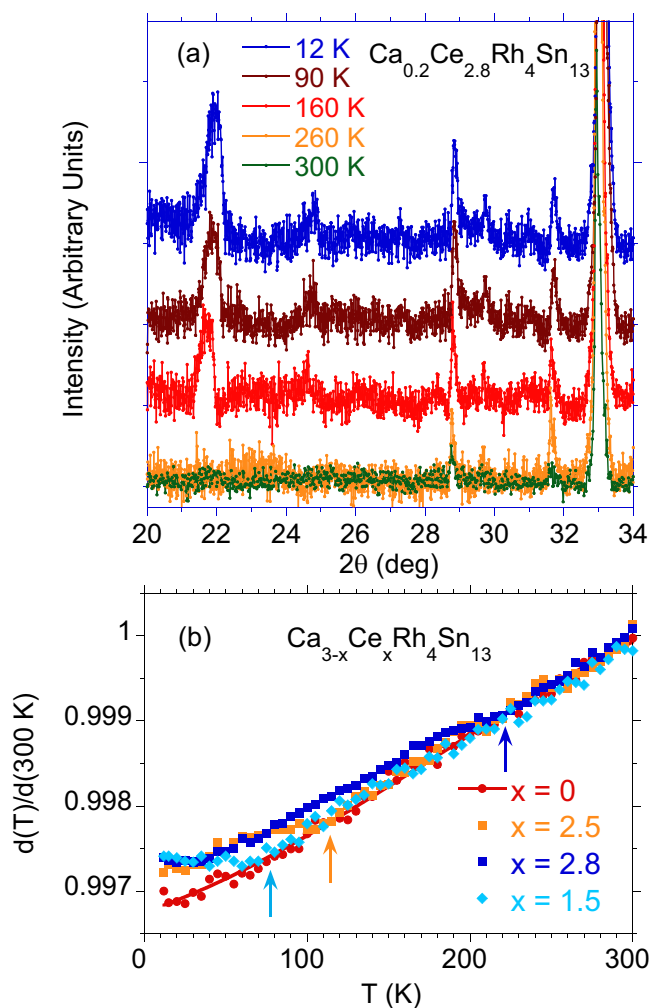 (a)
12 K
90 K
160 K
260 K
300 K
Ca0.2Ce2.8Rh4Sn13
Intensity (Arbitrary Units)
20 22 24 26 28 30 32 34
2θ (deg)
(b)
Ca3-xCexRh4Sn13
d(T)/d(300 K)
1
0.999
0.998
0.997
x = 0
x = 2.5
x = 2.8
x = 1.5
0 100 200 300
T (K)